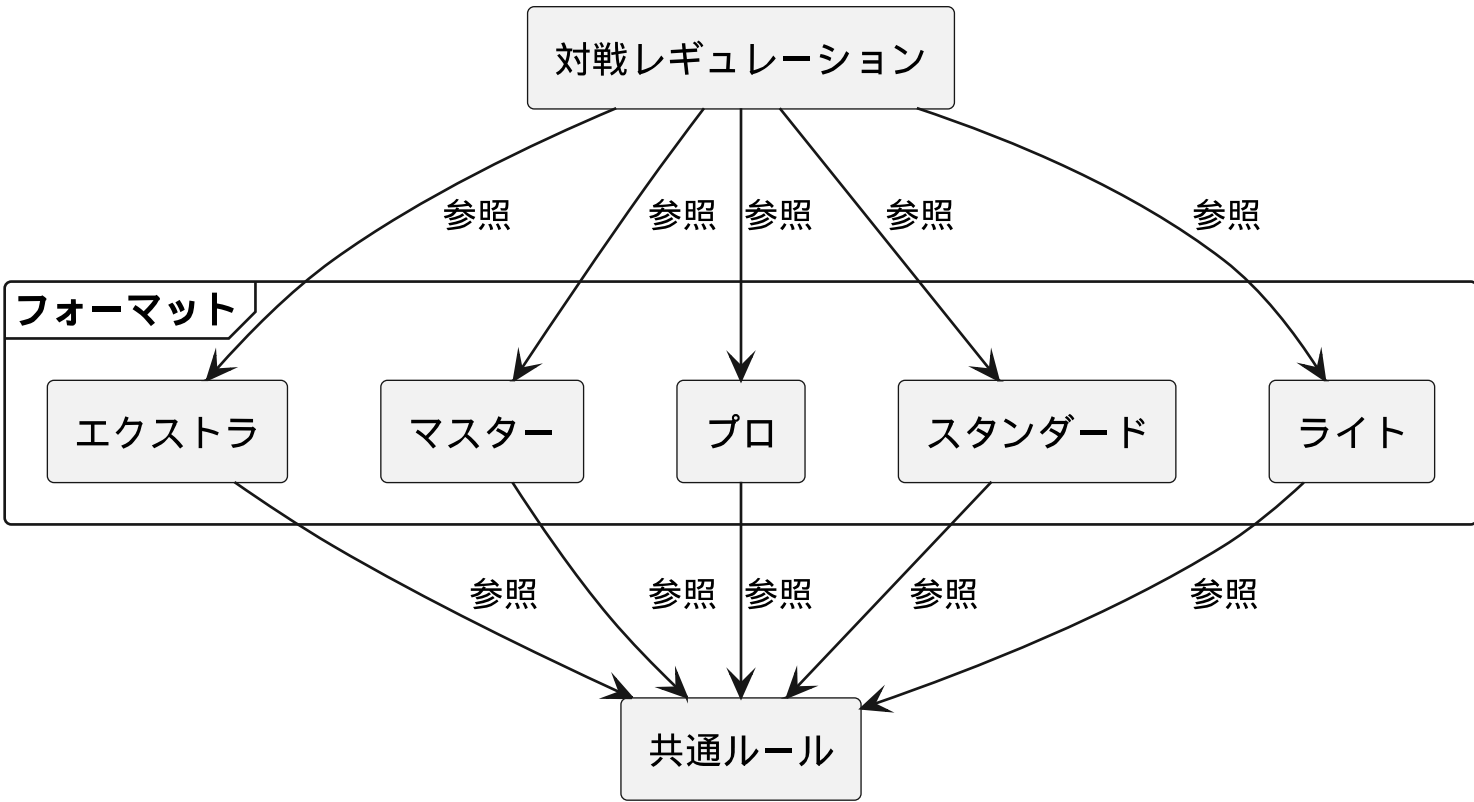 対戦レギュレーション
参照
参照
参照
参照
参照
フォーマット
エクストラ
マスター
プロ
スタンダード
ライト
参照
参照
参照
参照
参照
共通ルール